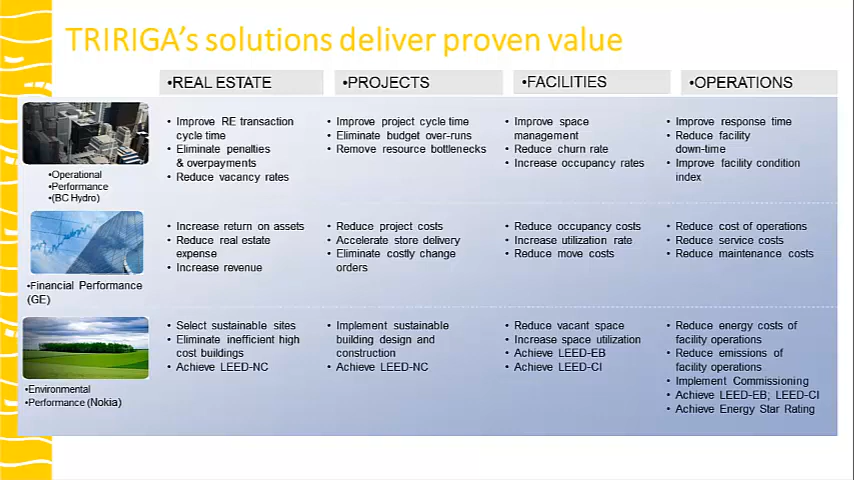 TRIRIGA's solutions deliver proven value
•REAL ESTATE
•PROJECTS
•FACILITIES
•OPERATIONS
•Operational
•Performance
•(BC Hydro)
• Improve RE transaction
cycle time
• Eliminate penalties
& overpayments
• Reduce vacancy rates
• Improve project cycle time
• Eliminate budget over-runs
• Remove resource bottlenecks
• Improve space
management
• Reduce churn rate
• Increase occupancy rates
• Improve response time
• Reduce facility
down-time
• Improve facility condition
index
•Financial Performance
(GE)
• Increase return on assets
• Reduce real estate
expense
• Increase revenue
• Reduce project costs
• Accelerate store delivery
• Eliminate costly change
orders
• Reduce occupancy costs
• Increase utilization rate
• Reduce move costs
• Reduce cost of operations
• Reduce service costs
• Reduce maintenance costs
•Environmental
•Performance (Nokia)
• Select sustainable sites
• Eliminate inefficient high
cost buildings
• Achieve LEED-NC
• Implement sustainable
building design and
construction
• Achieve LEED-NC
• Reduce vacant space
• Increase space utilization
• Achieve LEED-EB
• Achieve LEED-CI
• Reduce energy costs of
facility operations
• Reduce emissions of
facility operations
• Implement Commissioning
• Achieve LEED-EB; LEED-CI
• Achieve Energy Star Rating